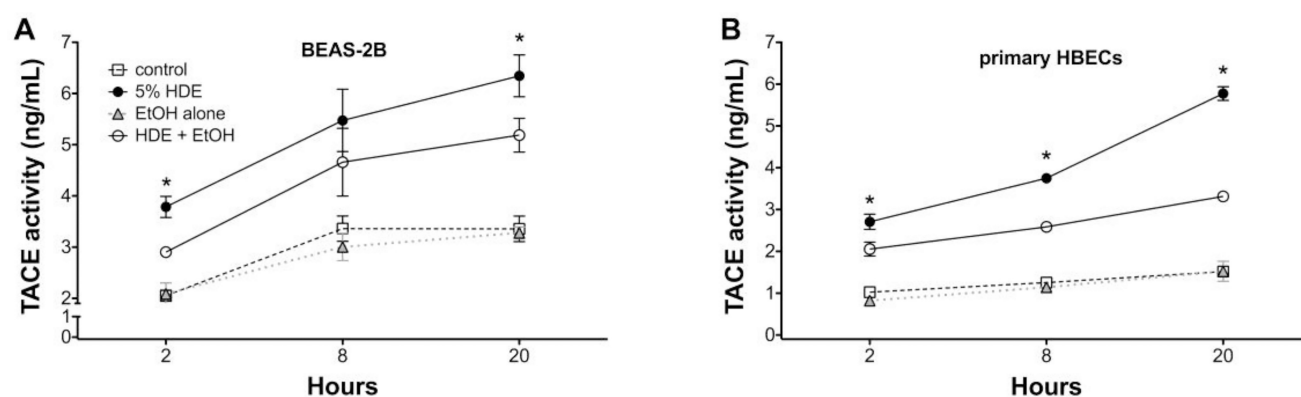 A
BEAS-2B
TACE activity (ng/mL)
7
6
5
4
3
2
1
0
control
5% HDE
EtOH alone
HDE + EtOH
*
*
2
8
20
Hours
B
primary HBECs
TACE activity (ng/mL)
7
6
5
4
3
2
1
0
*
*
*
2
8
20
Hours